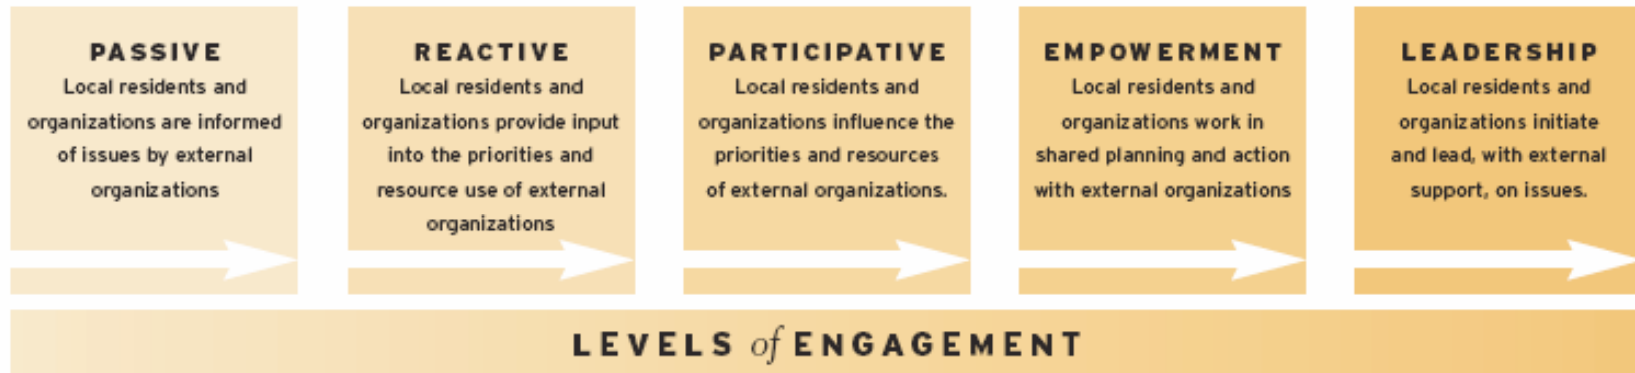 PASSIVE
Local residents and
organizations are informed
of issues by external
organizations
REACTIVE
Local residents and
organizations provide input
into the priorities and
resource use of external
organizations
PARTICIPATIVE
Local residents and
organizations influence the
priorities and resources
of external organizations.
EMPOWERMENT
Local residents and
organizations work in
shared planning and action
with external organizations
LEADERSHIP
Local residents and
organizations initiate
and lead, with external
support, on issues.
LEVELS of ENGAGEMENT